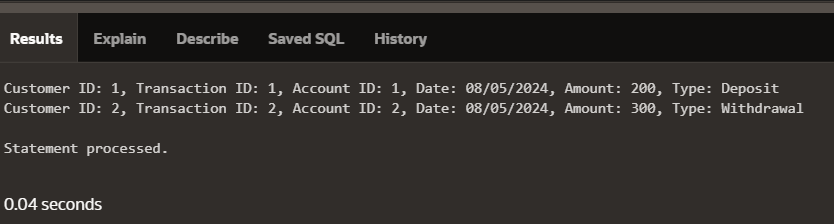 Results Explain Describe Saved SQL History
Customer ID: 1, Transaction ID: 1, Account ID: 1, Date: 08/05/2024, Amount: 200, Type: Deposit
Customer ID: 2, Transaction ID: 2, Account ID: 2, Date: 08/05/2024, Amount: 300, Type: Withdrawal
Statement processed.
0.04 seconds